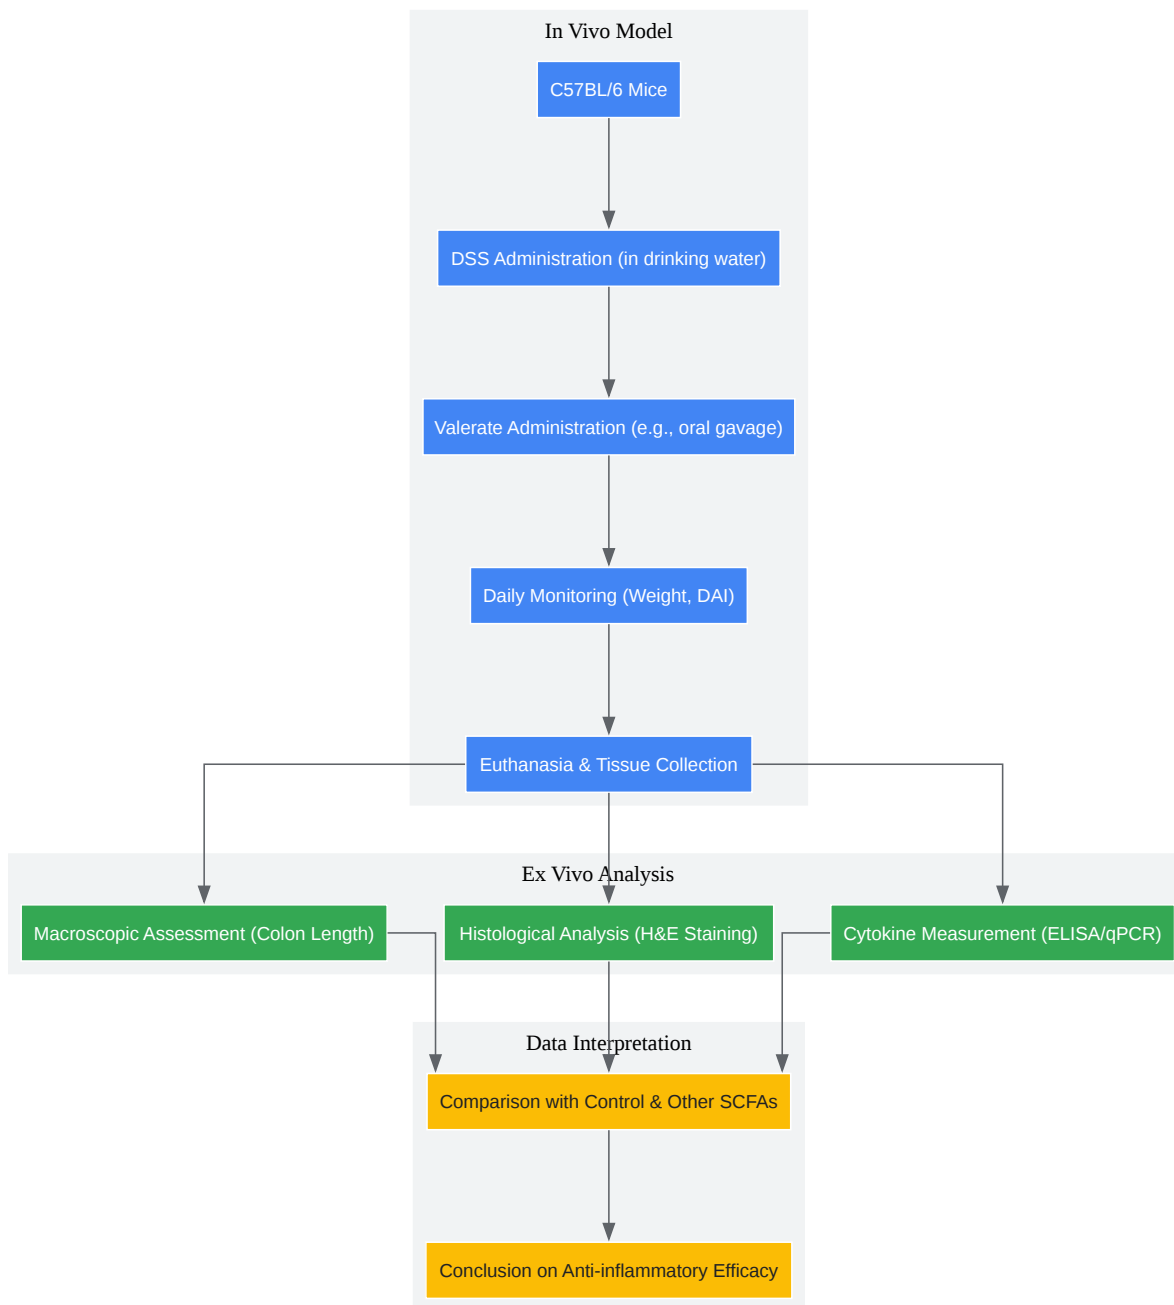 In Vivo Model
C57BL/6 Mice
DSS Administration (in drinking water)
Valerate Administration (e.g., oral gavage)
Daily Monitoring (Weight, DAI)
Euthanasia & Tissue Collection
Ex Vivo Analysis
Macroscopic Assessment (Colon Length)
Histological Analysis (H&E Staining)
Cytokine Measurement (ELISA/qPCR)
Data Interpretation
Comparison with Control & Other SCFAs
Conclusion on Anti-inflammatory Efficacy